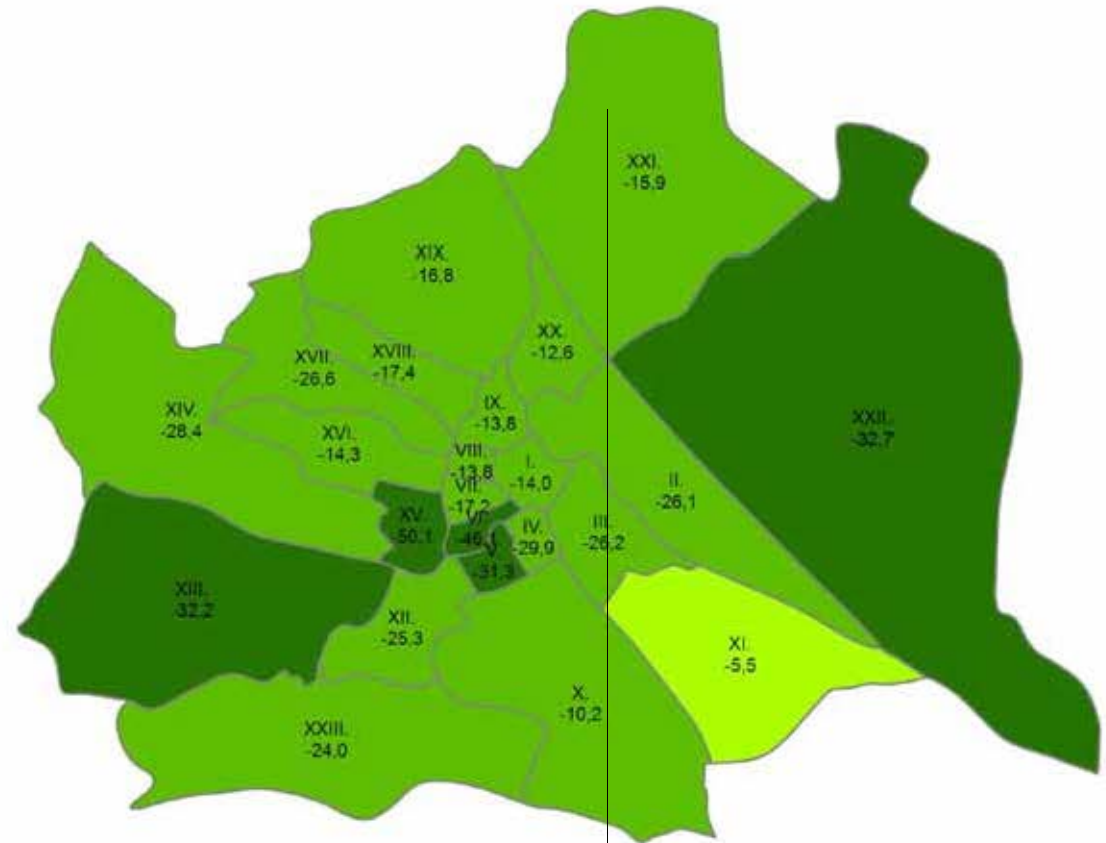 XXI.
-15,9
XIX.
-16,8
XX.
-12,6
XVII.
-26,6
XVIII.
-17,4
XIV.
-28,4
IX.
-13,8
XXII.
-32,7
XVI.
-14,3
VIII.
-13,8
I.
-14,0
VII.
-17,2
II.
-26,1
XV.
-50,1
VI.
IV.
-29,9
III.
-26,2
V.
-31,3
XIII.
-32,2
XII.
-25,3
XI.
-5,5
X.
-10,2
XXIII.
-24,0